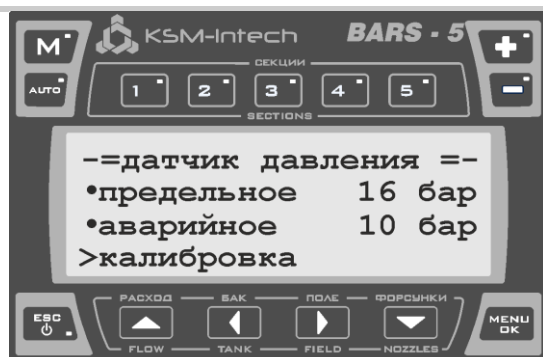 M
KSM-Intech
BARS - 5
+
AUTO
СЕКЦИИ
1 2 3 4 5
-
SECTIONS
-=датчик давления =-
•предельное 16 бар
•аварийное 10 бар
>калибровка
ESC
РАСХОД БАК ПОЛЕ ФОРСУНКИ
FLOW TANK FIELD NOZZLES
MENU
OK